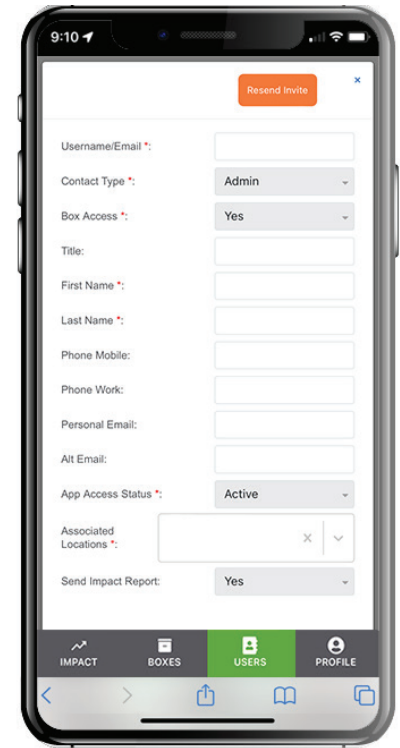 9:10
Resend Invite
×
Username/Email *:
Contact Type *: Admin
Box Access *: Yes
Title:
First Name *:
Last Name *:
Phone Mobile:
Phone Work:
Personal Email:
Alt Email:
App Access Status *: Active
Associated
Locations *:
Send Impact Report: Yes
IMPACT BOXES USERS PROFILE